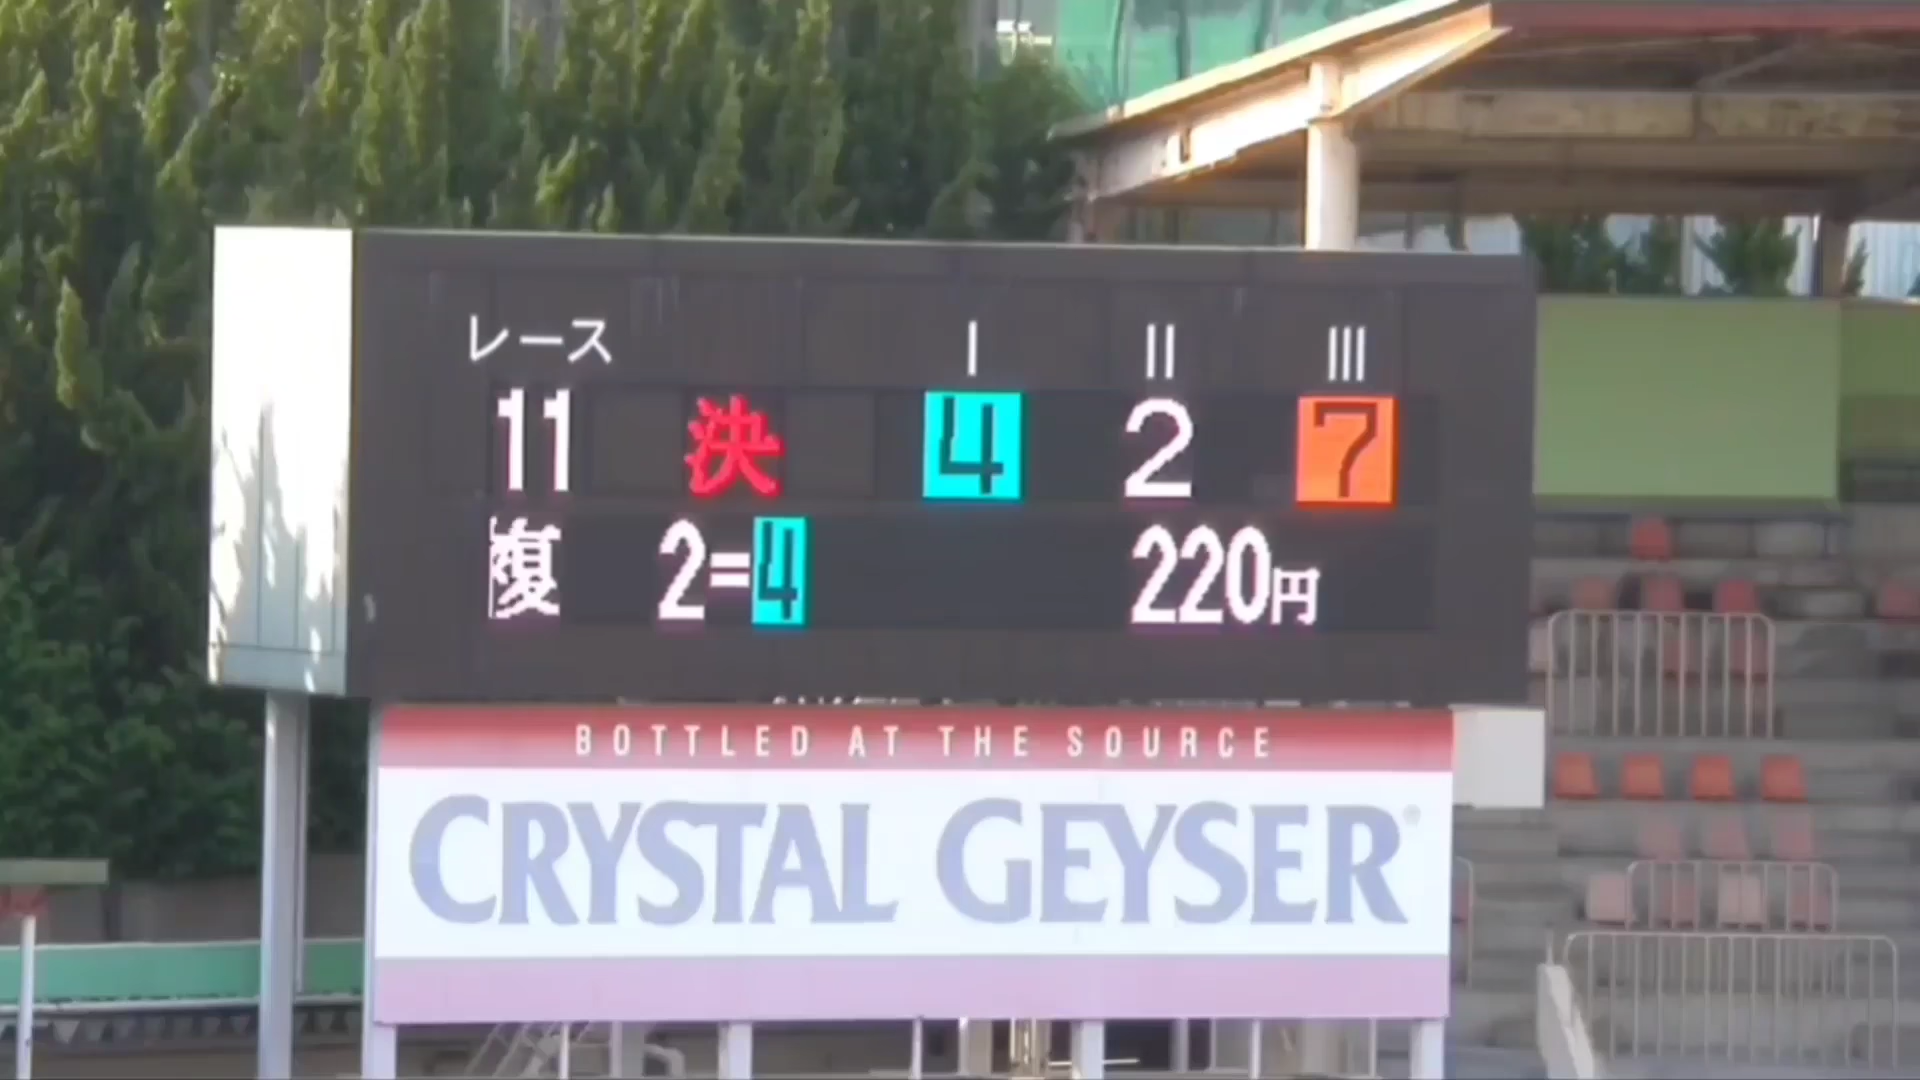 レース I II III
11 決 4 2 7
複 2=4 220円
BOTTLED AT THE SOURCE
CRYSTAL GEYSER®